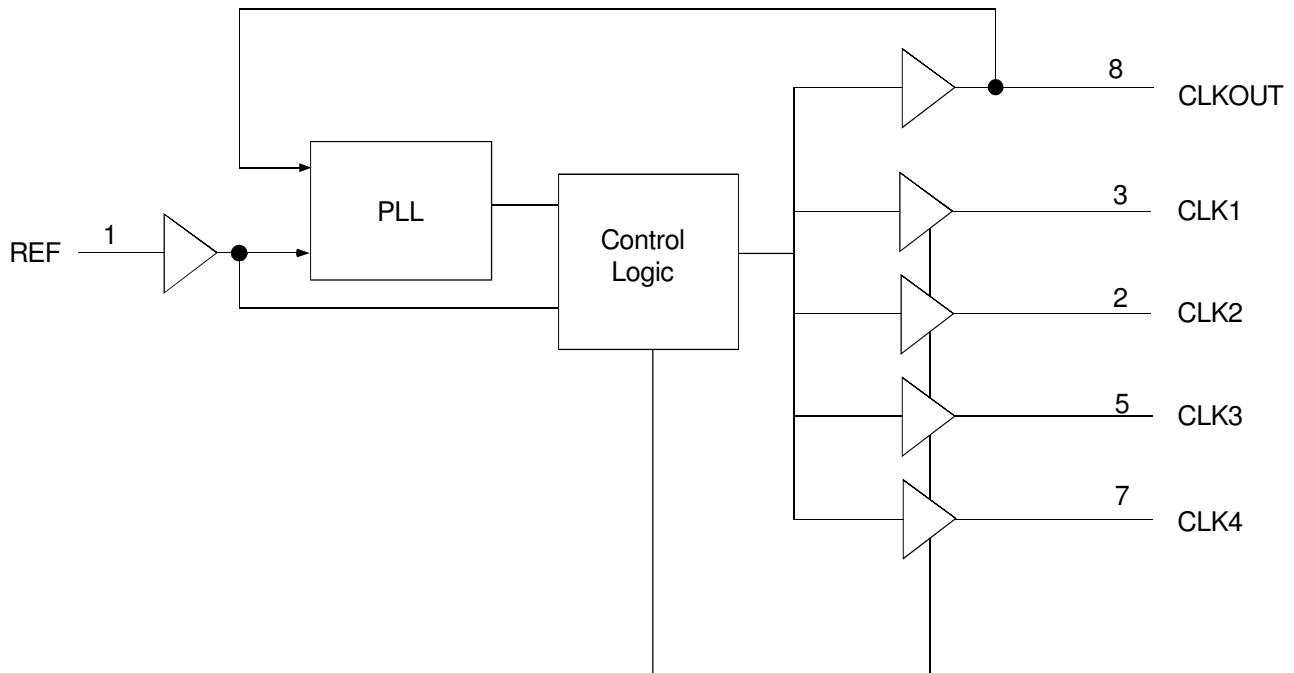 8
CLKOUT
PLL
3
CLK1
REF
1
Control
Logic
2
CLK2
5
CLK3
7
CLK4